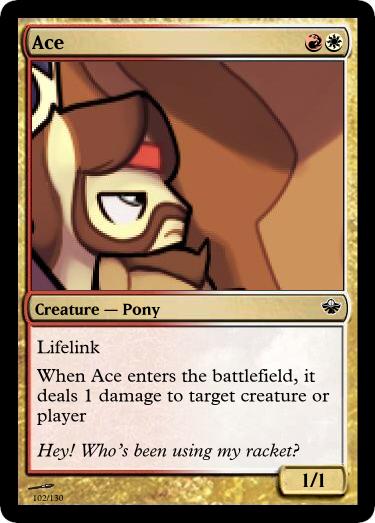 Ace
Creature — Pony
Lifelink
When Ace enters the battlefield, it
deals 1 damage to target creature or
player
Hey! Who's been using my racket?
1/1
102/130